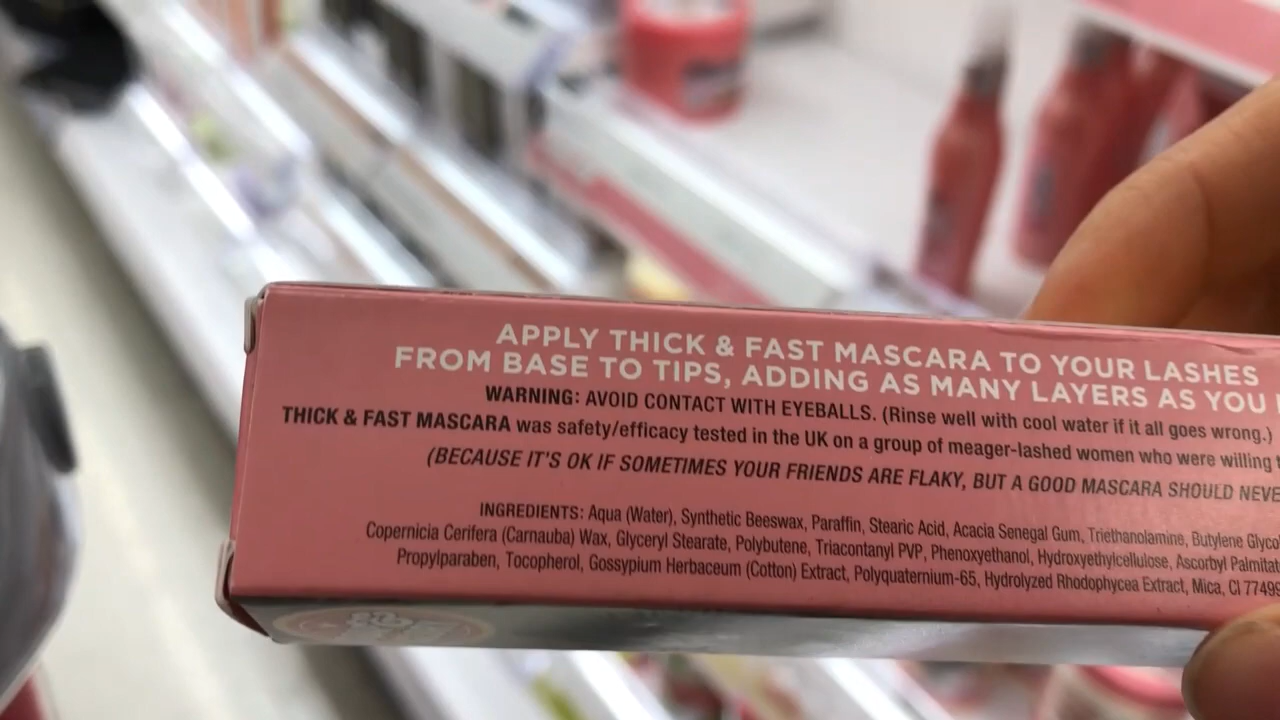 APPLY THICK & FAST MASCARA TO YOUR LASHES
FROM BASE TO TIPS, ADDING AS MANY LAYERS AS YOU
WARNING: AVOID CONTACT WITH EYEBALLS. (Rinse well with cool water if it all goes wrong.)
THICK & FAST MASCARA was safety/efficacy tested in the UK on a group of meager-lashed women who were willing
(BECAUSE IT'S OK IF SOMETIMES YOUR FRIENDS ARE FLAKY, BUT A GOOD MASCARA SHOULD NEVE
INGREDIENTS: Aqua (Water), Synthetic Beeswax, Paraffin, Stearic Acid, Acacia Senegal Gum, Triethanolamine, Butylene Glyco
Copernicia Cerifera (Carnauba) Wax, Glyceryl Stearate, Polybutene, Triacontanyl PVP, Phenoxyethanol, Hydroxyethylcellulose, Ascorbyl Palmitat
Propylparaben, Tocopherol, Gossypium Herbaceum (Cotton) Extract, Polyquaternium-65, Hydrolyzed Rhodophycea Extract, Mica, CI 77499